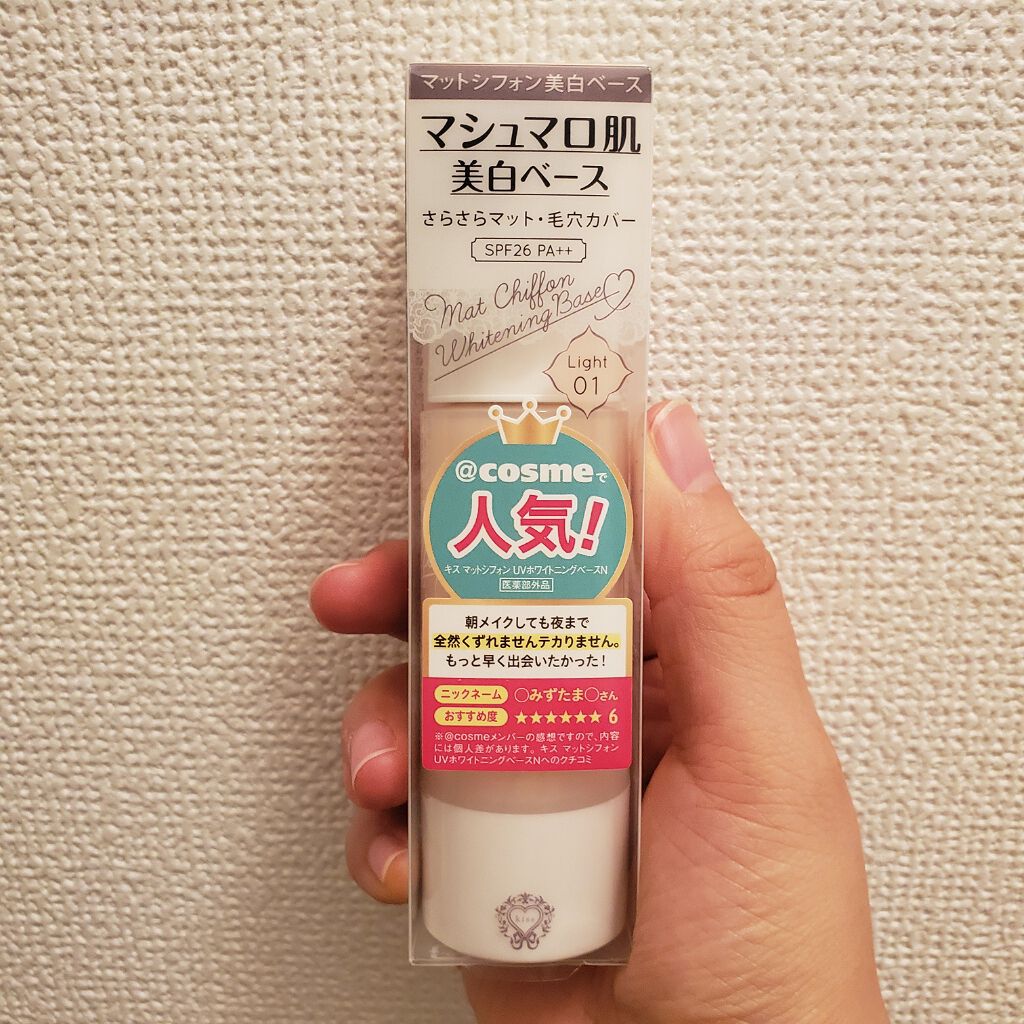 マットシフォン美白ベース
マシュマロ肌
美白ベース
さらさらマット・毛穴カバー
SPF26 PA++
Mat Chiffon
Whitening Base
Light
01
@cosmeで
人気!
キス マットシフォン UVホワイトニングベースN
医薬部外品
朝メイクしても夜まで
全然くずれませんテカりません。
もっと早く出会いたかった!
ニックネーム ○みずたま○さん
おすすめ度 ★★★★★★ 6
※@cosmeメンバーの感想ですので、内容
には個人差があります。キス マットシフォン
UVホワイトニングベースNへのクチコミ
kiss